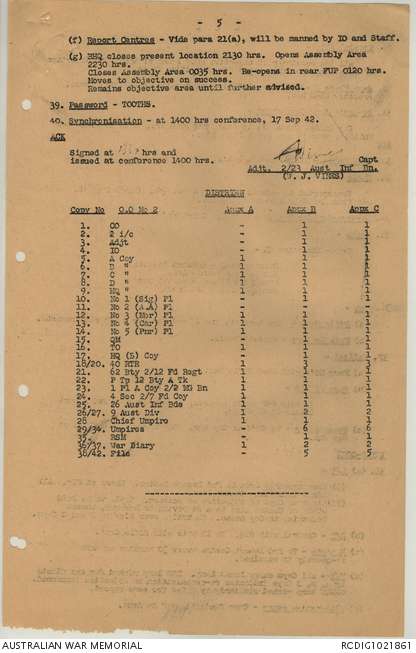 - 5 -
(f) Report Centres - Vide para 21(a), will be manned by IO and Staff.
(g) BHQ closes present location 2130 hrs. Opens Assembly Area
2230 hrs.
Closes Assembly Area 0035 hrs. Re-opens in rear FUP 0120 hrs.
Moves to objective on success.
Remains objective area until further advised.
39. Password - TOOTHS.
40. Synchronisation - at 1400 hrs conference, 17 Sep 42.
ACK
Signed at hrs and
issued at conference 1400 hrs.
Capt
Adjt, 2/23 Aust Inf Bn.
(W. J. VINES)
DISTRIBN
Copy No O.O No 2 Appx A Appx B Appx C
1. CO - 1 1
2. 2 i/c - 1 1
3. Adjt - 1 1
4. IO - 1 1
5. A Coy 1 1 1
6. B " 1 1 1
7. C " 1 1 1
8. D " 1 1 1
9. HQ " 1 1 1
10. No 1 (Sig) Pl - 1 -
11. No 2 (A.A) Pl - - -
12. No 3 (Mor) Pl 1 1 1
13. No 4 (Car) Pl 1 1 1
14. No 5 (Pnr) Pl 1 1 1
15. QM - 1 1
16. TO 1 1 1
17. HQ (B) Coy - 1 1
18/20. 40 RTR 1 3 3
21. 62 Bty 2/12 Fd Regt 1 1 1
22. P Tp 12 Bty A Tk 1 1 1
23. 1 Pl A Coy 2/2 MG Bn 1 1 1
24. 4 Sec 2/7 Fd Coy 1 1 1
25. 26 Aust Inf Bde 1 1 1
26/27. 9 Aust Div 1 2 2
28 Chief Umpire 1 1 1
29/34. Umpires - 6 6
35. RSM - 1 1
36/37. War Diary 1 2 2
38/42. File - 5 5
AUSTRALIAN WAR MEMORIAL
RCDIG1021861